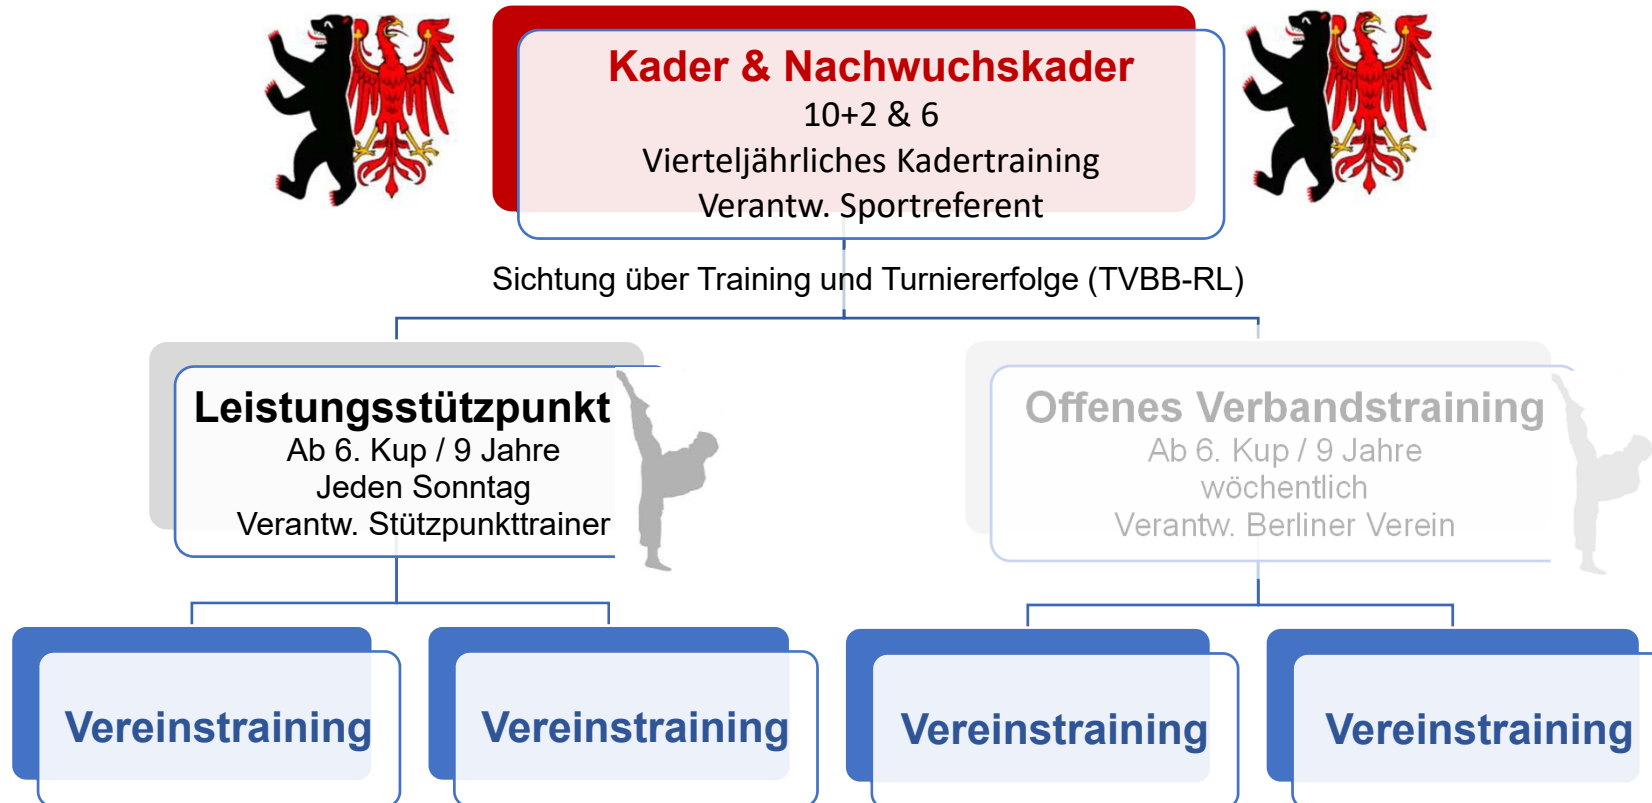 Kader & Nachwuchskader
10+2 & 6
Vierteljährliches Kadertraining
Verantw. Sportreferent
Sichtung über Training und Turniererfolge (TVBB-RL)
Leistungsstützpunkt
Ab 6. Kup / 9 Jahre
Jeden Sonntag
Verantw. Stützpunkttrainer
Offenes Verbandstraining
Ab 6. Kup / 9 Jahre
wöchentlich
Verantw. Berliner Verein
Vereinstraining
Vereinstraining
Vereinstraining
Vereinstraining